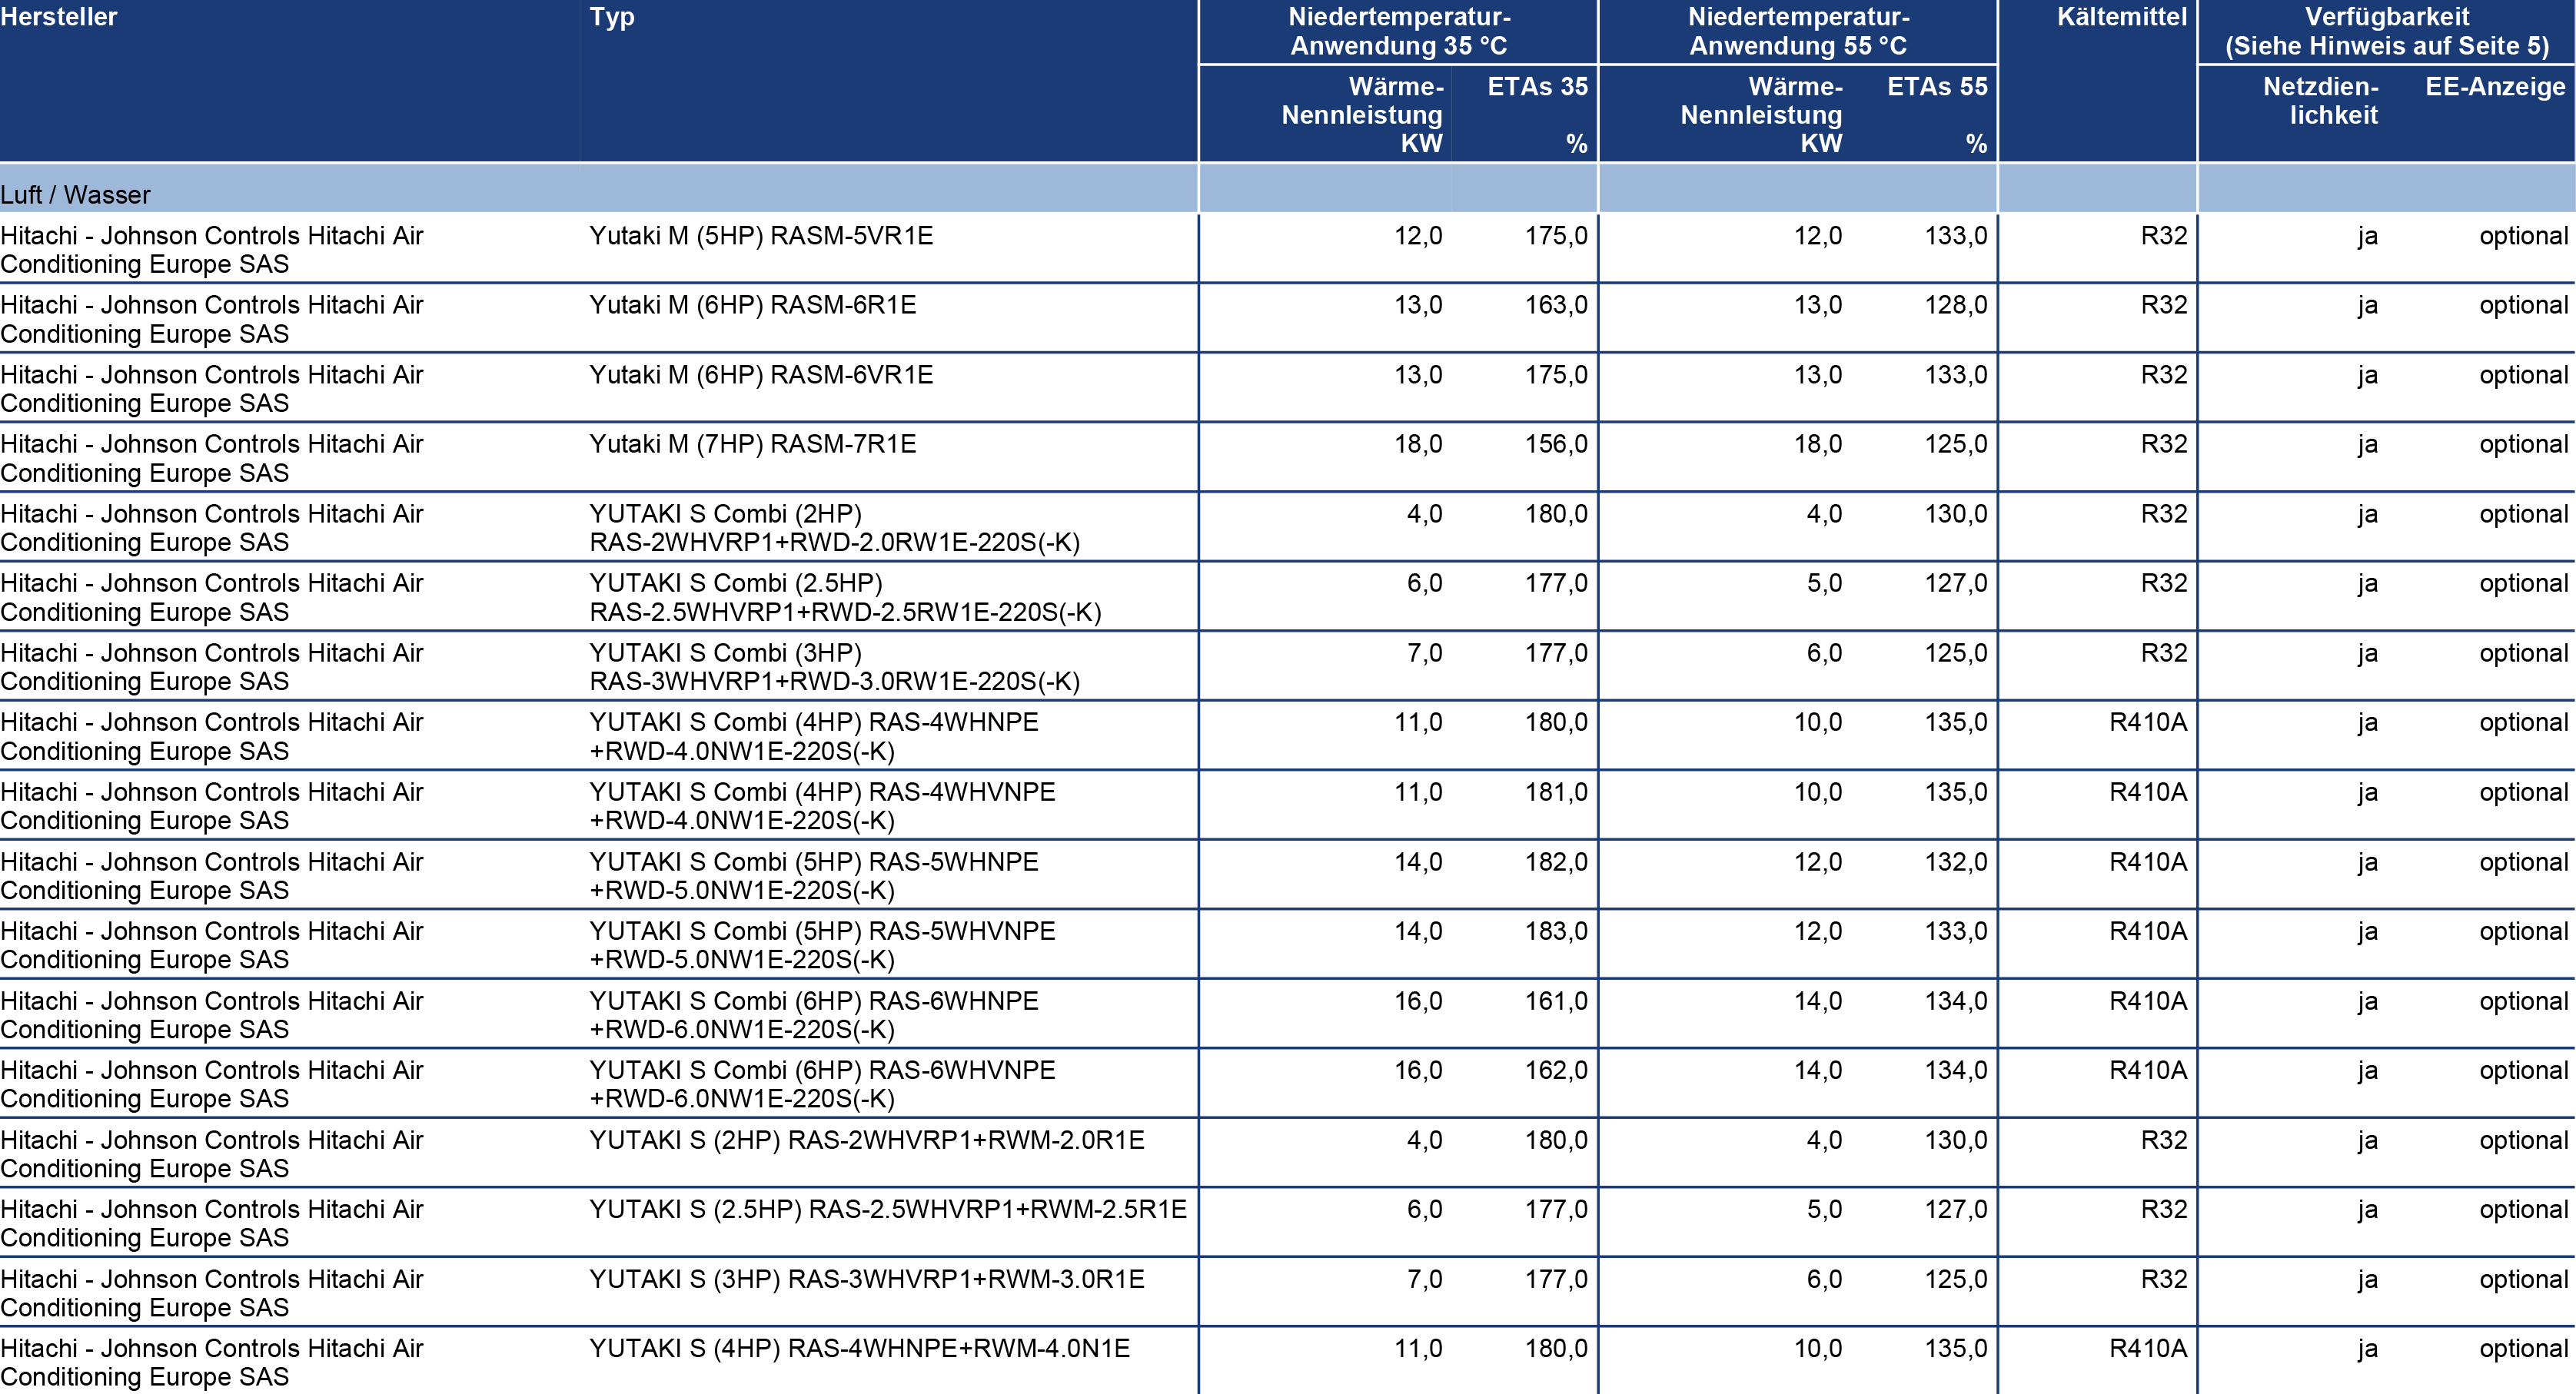 Hersteller Typ Niedertemperatur- Niedertemperatur- Kältemittel Verfügbarkeit
Anwendung 35 °C Anwendung 55 °C (Siehe Hinweis auf Seite 5)
Wärme- ETAs 35 Wärme- ETAs 55 Netzdien- EE-Anzeige
Nennleistung Nennleistung lichkeit
KW % KW %
Luft / Wasser
Hitachi - Johnson Controls Hitachi Air Yutaki M (5HP) RASM-5VR1E 12,0 175,0 12,0 133,0 R32 ja optional
Conditioning Europe SAS
Hitachi - Johnson Controls Hitachi Air Yutaki M (6HP) RASM-6R1E 13,0 163,0 13,0 128,0 R32 ja optional
Conditioning Europe SAS
Hitachi - Johnson Controls Hitachi Air Yutaki M (6HP) RASM-6VR1E 13,0 175,0 13,0 133,0 R32 ja optional
Conditioning Europe SAS
Hitachi - Johnson Controls Hitachi Air Yutaki M (7HP) RASM-7R1E 18,0 156,0 18,0 125,0 R32 ja optional
Conditioning Europe SAS
Hitachi - Johnson Controls Hitachi Air YUTAKI S Combi (2HP) 4,0 180,0 4,0 130,0 R32 ja optional
Conditioning Europe SAS RAS-2WHVRP1+RWD-2.0RW1E-220S(-K)
Hitachi - Johnson Controls Hitachi Air YUTAKI S Combi (2.5HP) 6,0 177,0 5,0 127,0 R32 ja optional
Conditioning Europe SAS RAS-2.5WHVRP1+RWD-2.5RW1E-220S(-K)
Hitachi - Johnson Controls Hitachi Air YUTAKI S Combi (3HP) 7,0 177,0 6,0 125,0 R32 ja optional
Conditioning Europe SAS RAS-3WHVRP1+RWD-3.0RW1E-220S(-K)
Hitachi - Johnson Controls Hitachi Air YUTAKI S Combi (4HP) RAS-4WHNPE 11,0 180,0 10,0 135,0 R410A ja optional
Conditioning Europe SAS +RWD-4.0NW1E-220S(-K)
Hitachi - Johnson Controls Hitachi Air YUTAKI S Combi (4HP) RAS-4WHVNPE 11,0 181,0 10,0 135,0 R410A ja optional
Conditioning Europe SAS +RWD-4.0NW1E-220S(-K)
Hitachi - Johnson Controls Hitachi Air YUTAKI S Combi (5HP) RAS-5WHNPE 14,0 182,0 12,0 132,0 R410A ja optional
Conditioning Europe SAS +RWD-5.0NW1E-220S(-K)
Hitachi - Johnson Controls Hitachi Air YUTAKI S Combi (5HP) RAS-5WHVNPE 14,0 183,0 12,0 133,0 R410A ja optional
Conditioning Europe SAS +RWD-5.0NW1E-220S(-K)
Hitachi - Johnson Controls Hitachi Air YUTAKI S Combi (6HP) RAS-6WHNPE 16,0 161,0 14,0 134,0 R410A ja optional
Conditioning Europe SAS +RWD-6.0NW1E-220S(-K)
Hitachi - Johnson Controls Hitachi Air YUTAKI S Combi (6HP) RAS-6WHVNPE 16,0 162,0 14,0 134,0 R410A ja optional
Conditioning Europe SAS +RWD-6.0NW1E-220S(-K)
Hitachi - Johnson Controls Hitachi Air YUTAKI S (2HP) RAS-2WHVRP1+RWM-2.0R1E 4,0 180,0 4,0 130,0 R32 ja optional
Conditioning Europe SAS
Hitachi - Johnson Controls Hitachi Air YUTAKI S (2.5HP) RAS-2.5WHVRP1+RWM-2.5R1E 6,0 177,0 5,0 127,0 R32 ja optional
Conditioning Europe SAS
Hitachi - Johnson Controls Hitachi Air YUTAKI S (3HP) RAS-3WHVRP1+RWM-3.0R1E 7,0 177,0 6,0 125,0 R32 ja optional
Conditioning Europe SAS
Hitachi - Johnson Controls Hitachi Air YUTAKI S (4HP) RAS-4WHNPE+RWM-4.0N1E 11,0 180,0 10,0 135,0 R410A ja optional
Conditioning Europe SAS